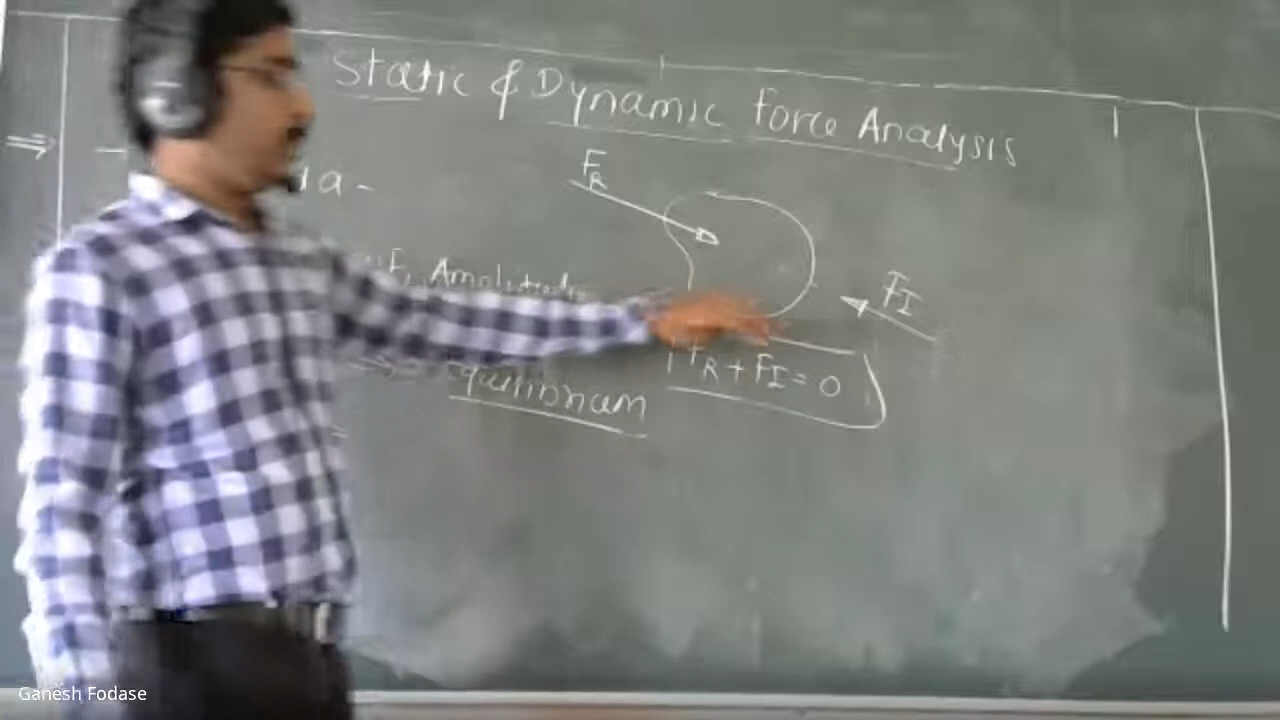 Static & Dynamic Force Analysis
FR
a -
Amplitude
FI
Equilibrium
FR + FI = 0
Ganesh Fodase